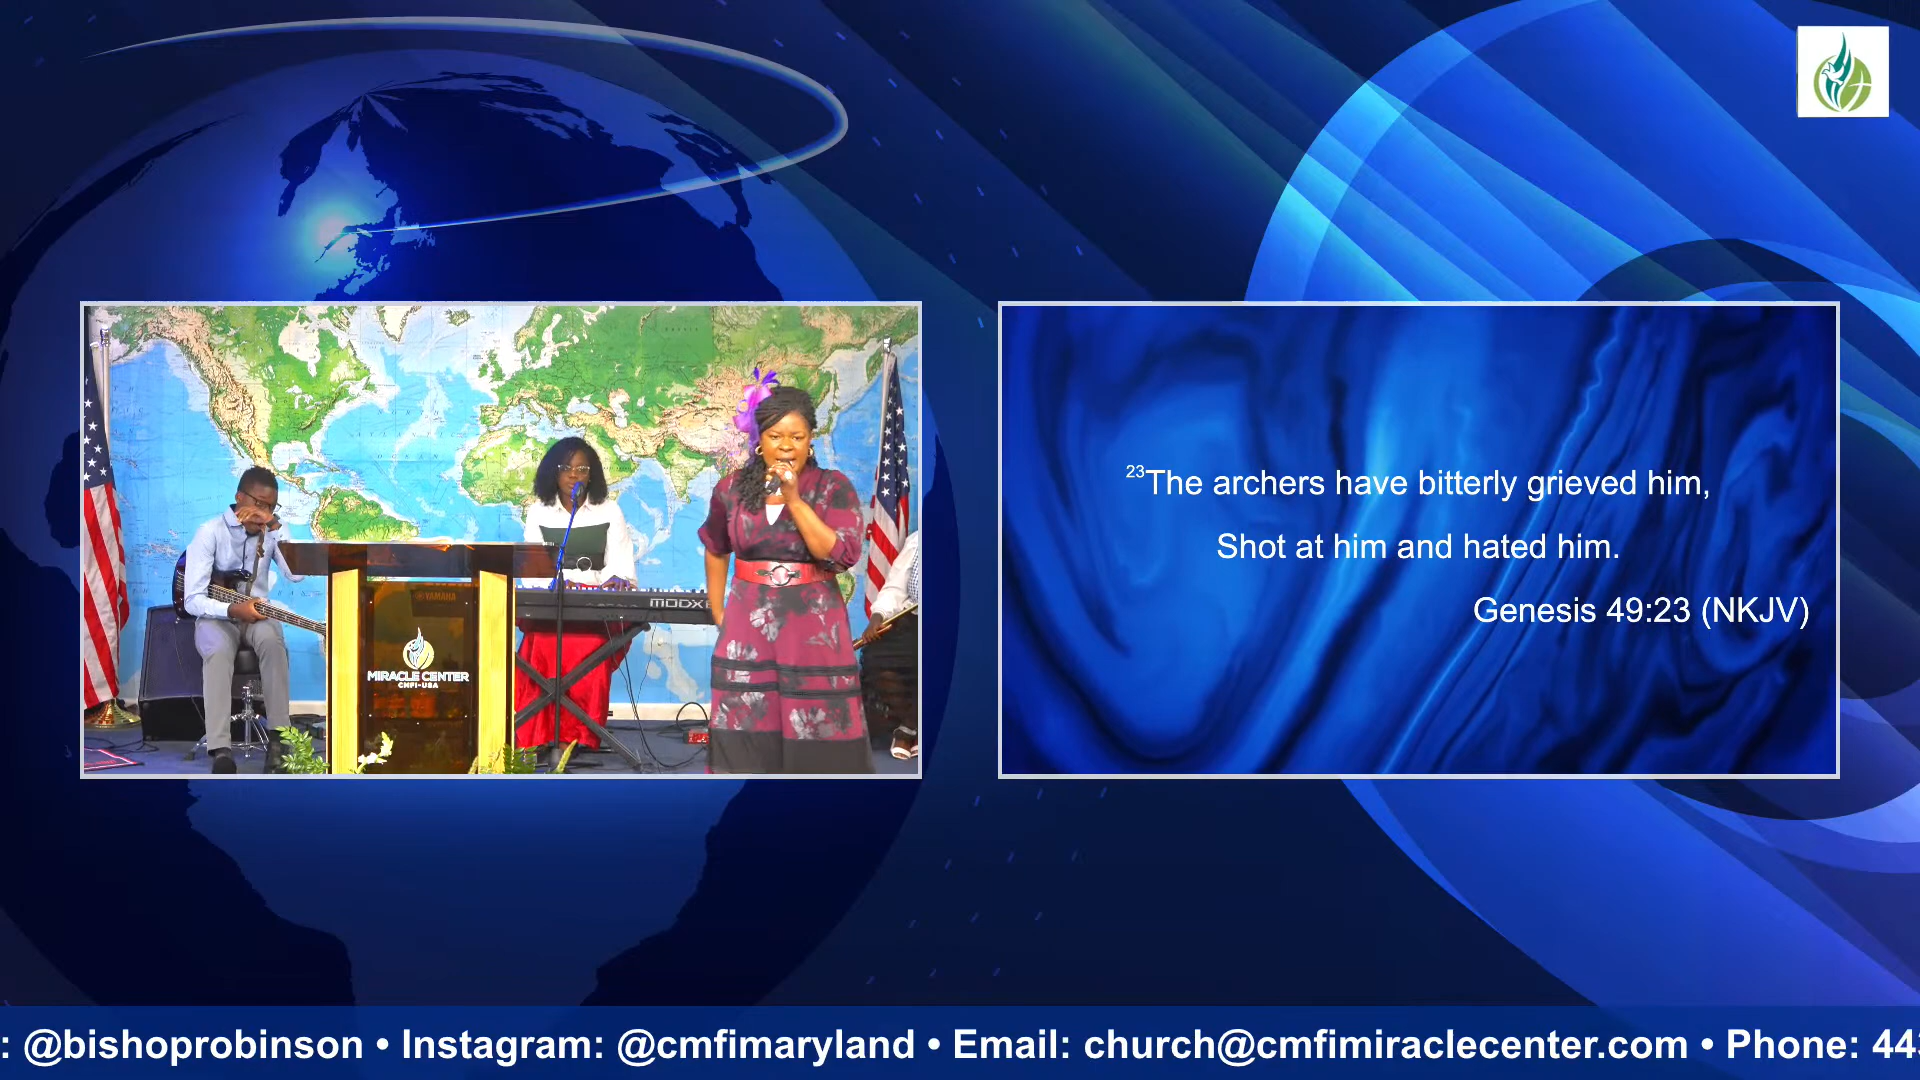 YAMAHA
MODX
MIRACLE CENTER
CMFI-USA
23The archers have bitterly grieved him,
Shot at him and hated him.
Genesis 49:23 (NKJV)
: @bishoprobinson • Instagram: @cmfimaryland • Email: church@cmfimiraclecenter.com • Phone: 443